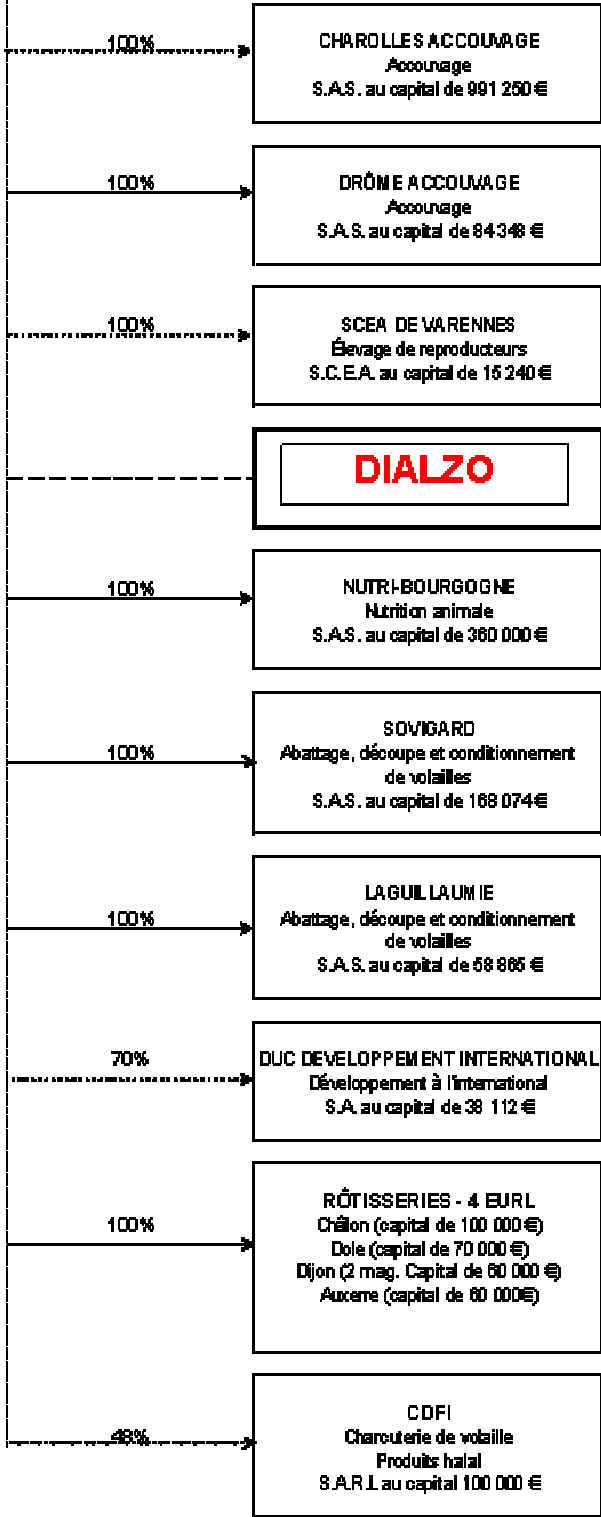 100%
CHAROLLES ACCOUVAGE
Accouvage
S.A.S. au capital de 991 250 €
100%
DRÔME ACCOUVAGE
Accouvage
S.A.S. au capital de 84 348 €
100%
SCEA DE VARENNES
Élevage de reproducteurs
S.C.E.A. au capital de 15 240 €
DIALZO
100%
NUTRI-BOURGOGNE
Nutrition animale
S.A.S. au capital de 360 000 €
100%
SOVIGARD
Abattage, découpe et conditionnement
de volailles
S.A.S. au capital de 168 074 €
100%
LAGUILLAUMIE
Abattage, découpe et conditionnement
de volailles
S.A.S. au capital de 58 865 €
70%
DUC DEVELOPPEMENT INTERNATIONAL
Développement à l'international
S.A. au capital de 38 112 €
100%
RÔTISSERIES - 4 EURL
Châlon (capital de 100 000 €)
Dole (capital de 70 000 €)
Dijon (2 mag. Capital de 60 000 €)
Auxerre (capital de 60 000€)
48%
CDFI
Charcuterie de volaille
Produits halal
S.A.R.L au capital 100 000 €